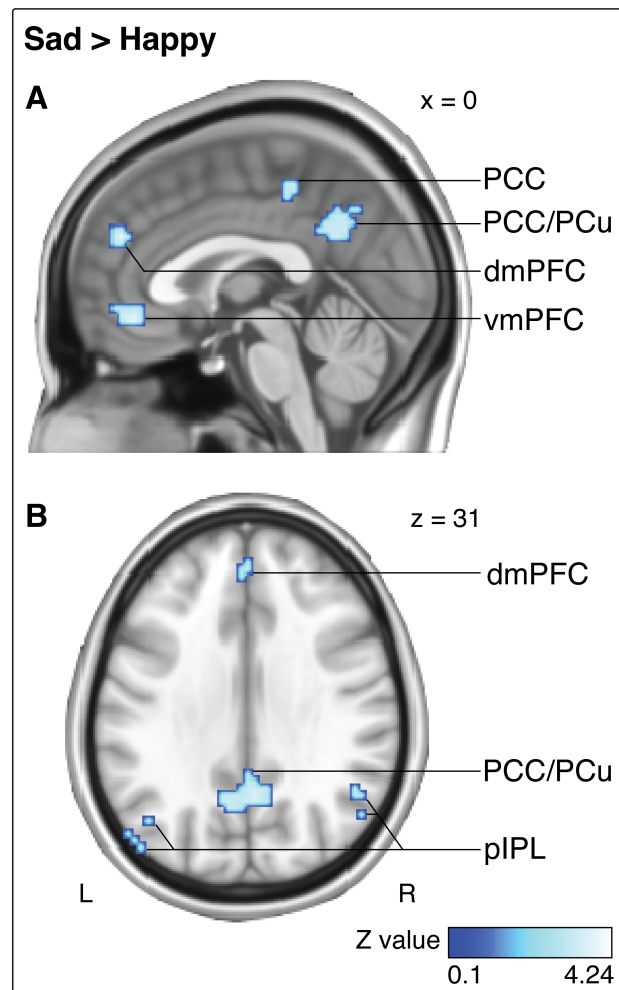 Sad > Happy
A
x = 0
PCC
PCC/PCu
dmPFC
vmPFC
B
z = 31
dmPFC
PCC/PCu
pIPL
L
R
Z value
0.1
4.24